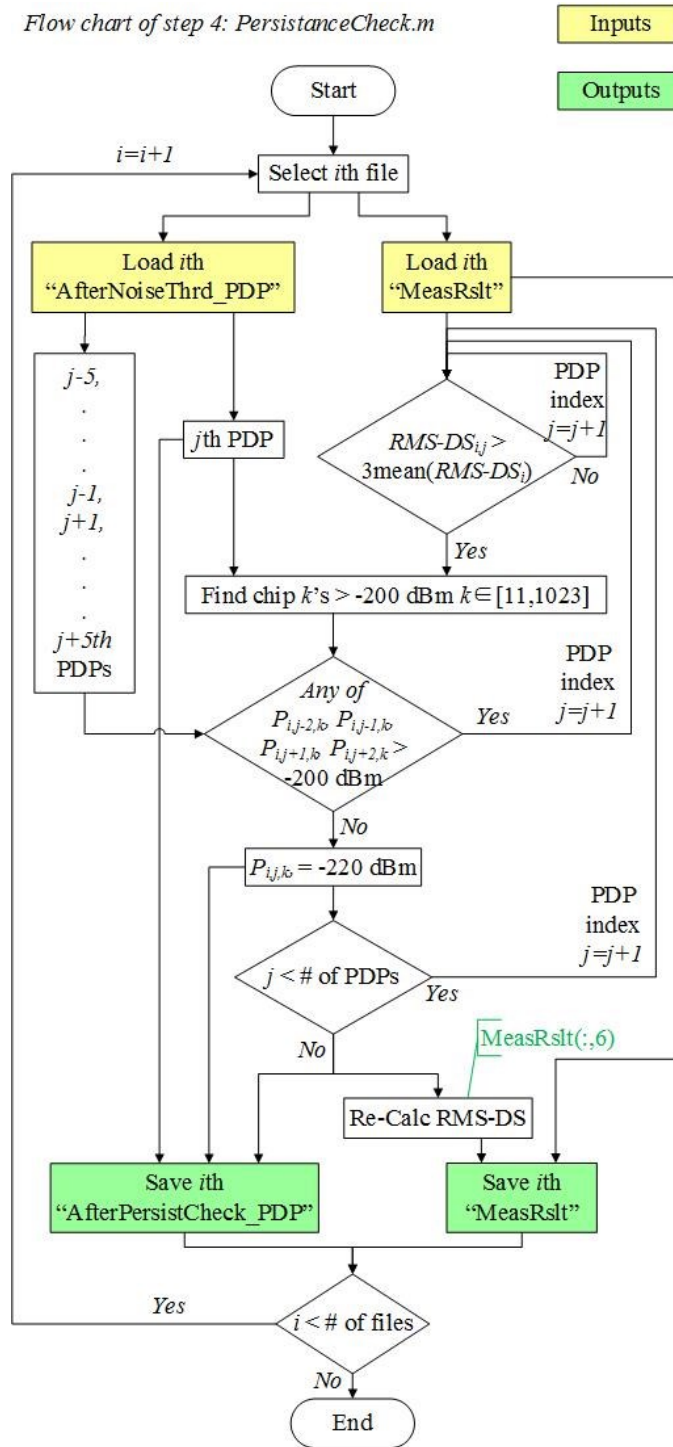 Flow chart of step 4: PersistanceCheck.m
Inputs
Outputs
Start
i=i+1
Select ith file
Load ith
“AfterNoiseThrd_PDP”
Load ith
“MeasRslt”
j-5,
.
.
.
j-1,
j+1,
.
.
.
j+5th
PDPs
jth PDP
PDP
index
j=j+1
RMS-DSi,j >
3mean(RMS-DSi)
No
Yes
Find chip k’s > -200 dBm k∈[11,1023]
Any of
Pi,j-2,k, Pi,j-1,k,
Pi,j+1,k, Pi,j+2,k >
-200 dBm
Yes
PDP
index
j=j+1
No
Pi,j,k, = -220 dBm
PDP
index
j=j+1
j < # of PDPs
Yes
No
MeasRslt(:,6)
Re-Calc RMS-DS
Save ith
“AfterPersistCheck_PDP”
Save ith
“MeasRslt”
Yes
i < # of files
No
End